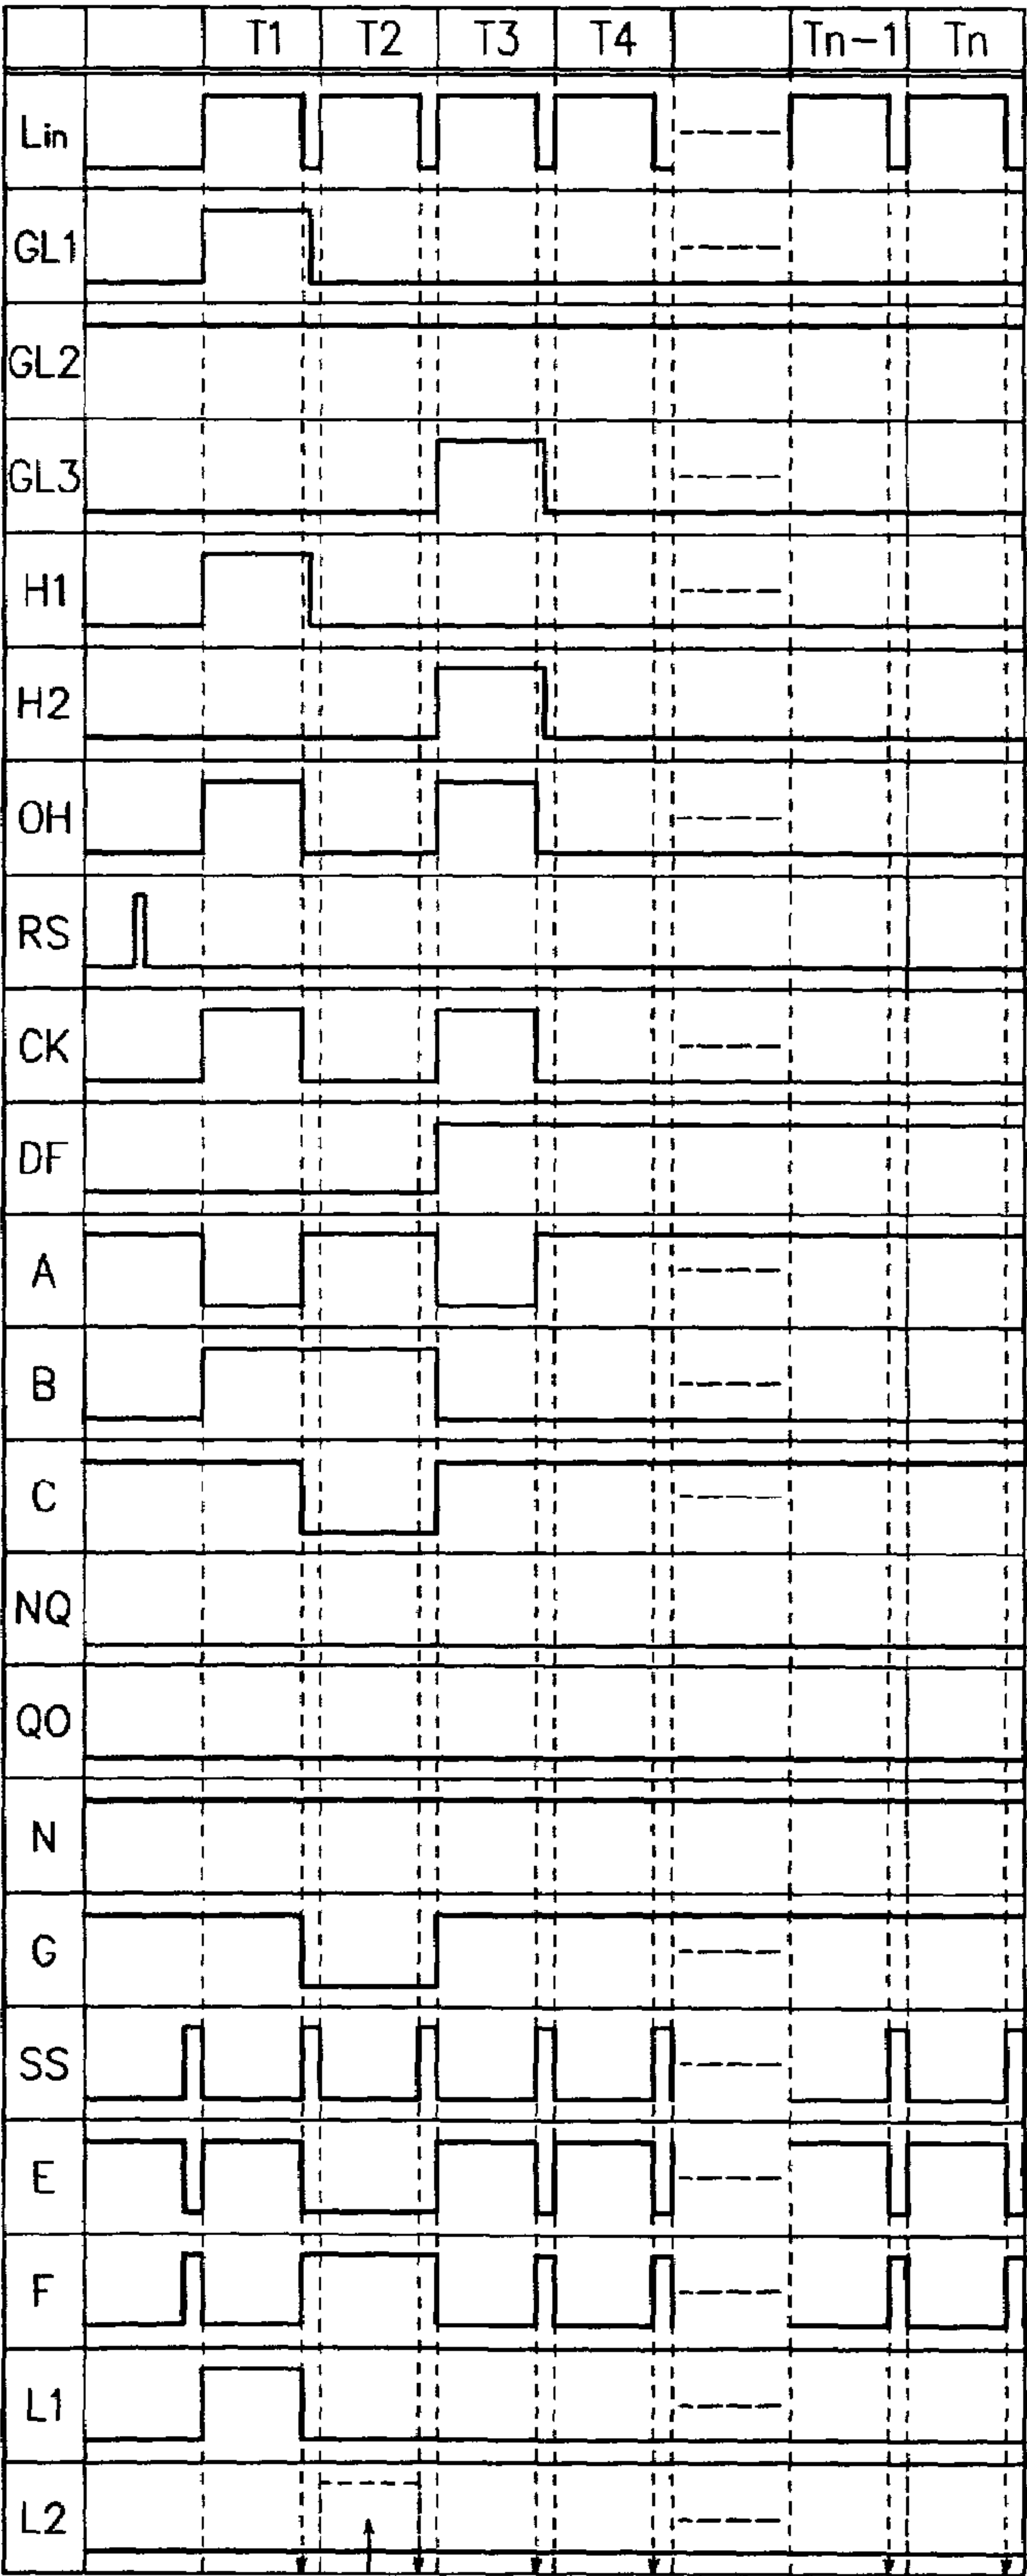 T1 T2 T3 T4 Tn-1 Tn
Lin
GL1
GL2
GL3
H1
H2
OH
RS
CK
DF
A
B
C
NQ
QO
N
G
SS
E
F
L1
L2